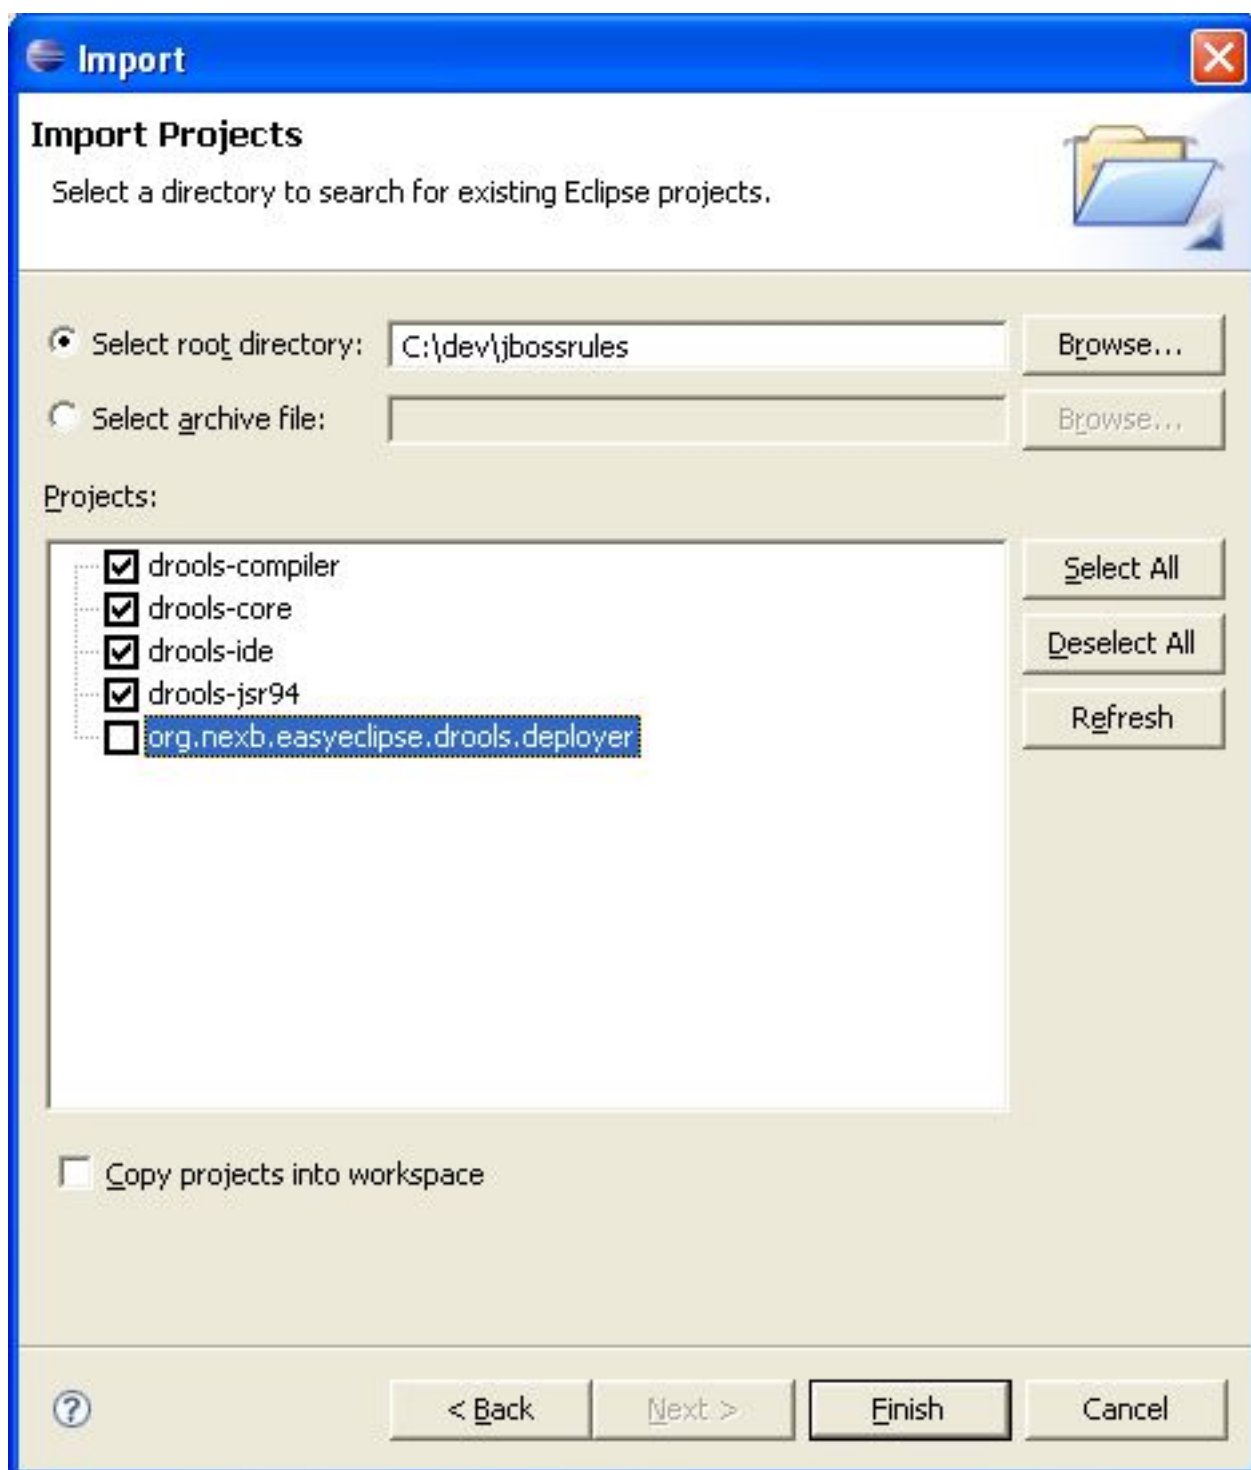 Import
Import Projects
Select a directory to search for existing Eclipse projects.
Select root directory: C:\dev\jbossrules Browse...
Select archive file: Browse...
Projects:
drools-compiler Select All
drools-core
drools-ide Deselect All
drools-jsr94 Refresh
org.nexb.easyeclipse.drools.deployer
Copy projects into workspace
? < Back Next > Finish Cancel